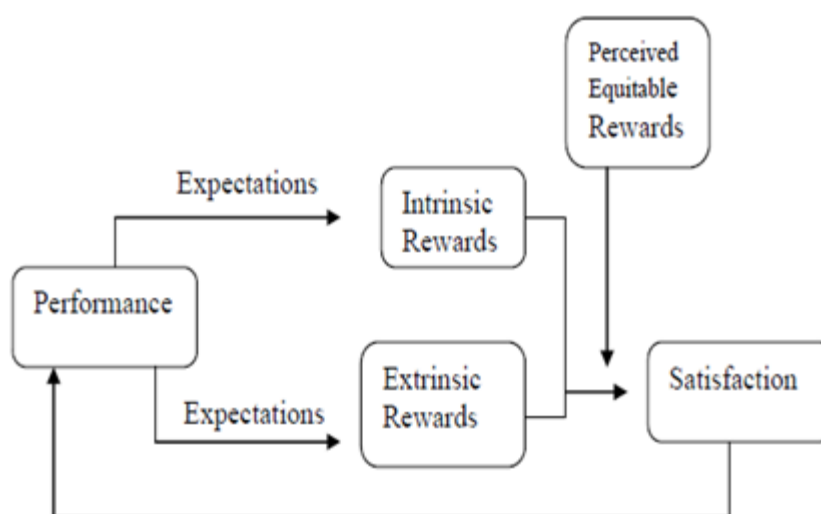 Perceived
Equitable
Rewards
Expectations
Intrinsic
Rewards
Performance
Extrinsic
Rewards
Satisfaction
Expectations